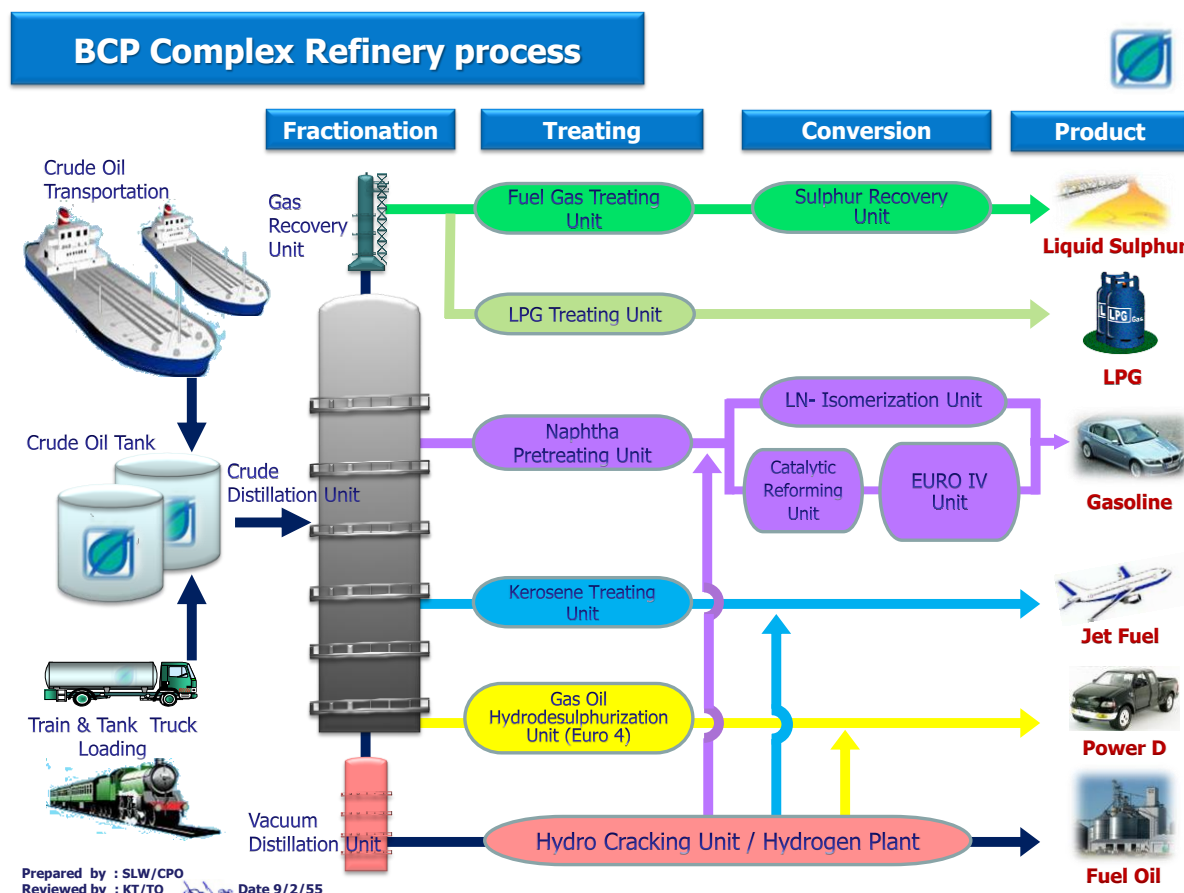 BCP Complex Refinery process
Fractionation
Treating
Conversion
Product
Crude Oil
Transportation
Gas
Recovery
Unit
Fuel Gas Treating
Unit
Sulphur Recovery
Unit
Liquid Sulphur
LPG Treating Unit
LPG Gas
LPG
LN- Isomerization Unit
Crude Oil Tank
Crude
Distillation Unit
Naphtha
Pretreating Unit
Catalytic
Reforming
Unit
EURO IV
Unit
Gasoline
Kerosene Treating
Unit
Jet Fuel
Train & Tank Truck
Loading
Gas Oil
Hydrodesulphurization
Unit (Euro 4)
Power D
Vacuum
Distillation Unit
Hydro Cracking Unit / Hydrogen Plant
Fuel Oil
Prepared by : SLW/CPO
Reviewed by : KT/TO Date 9/2/55